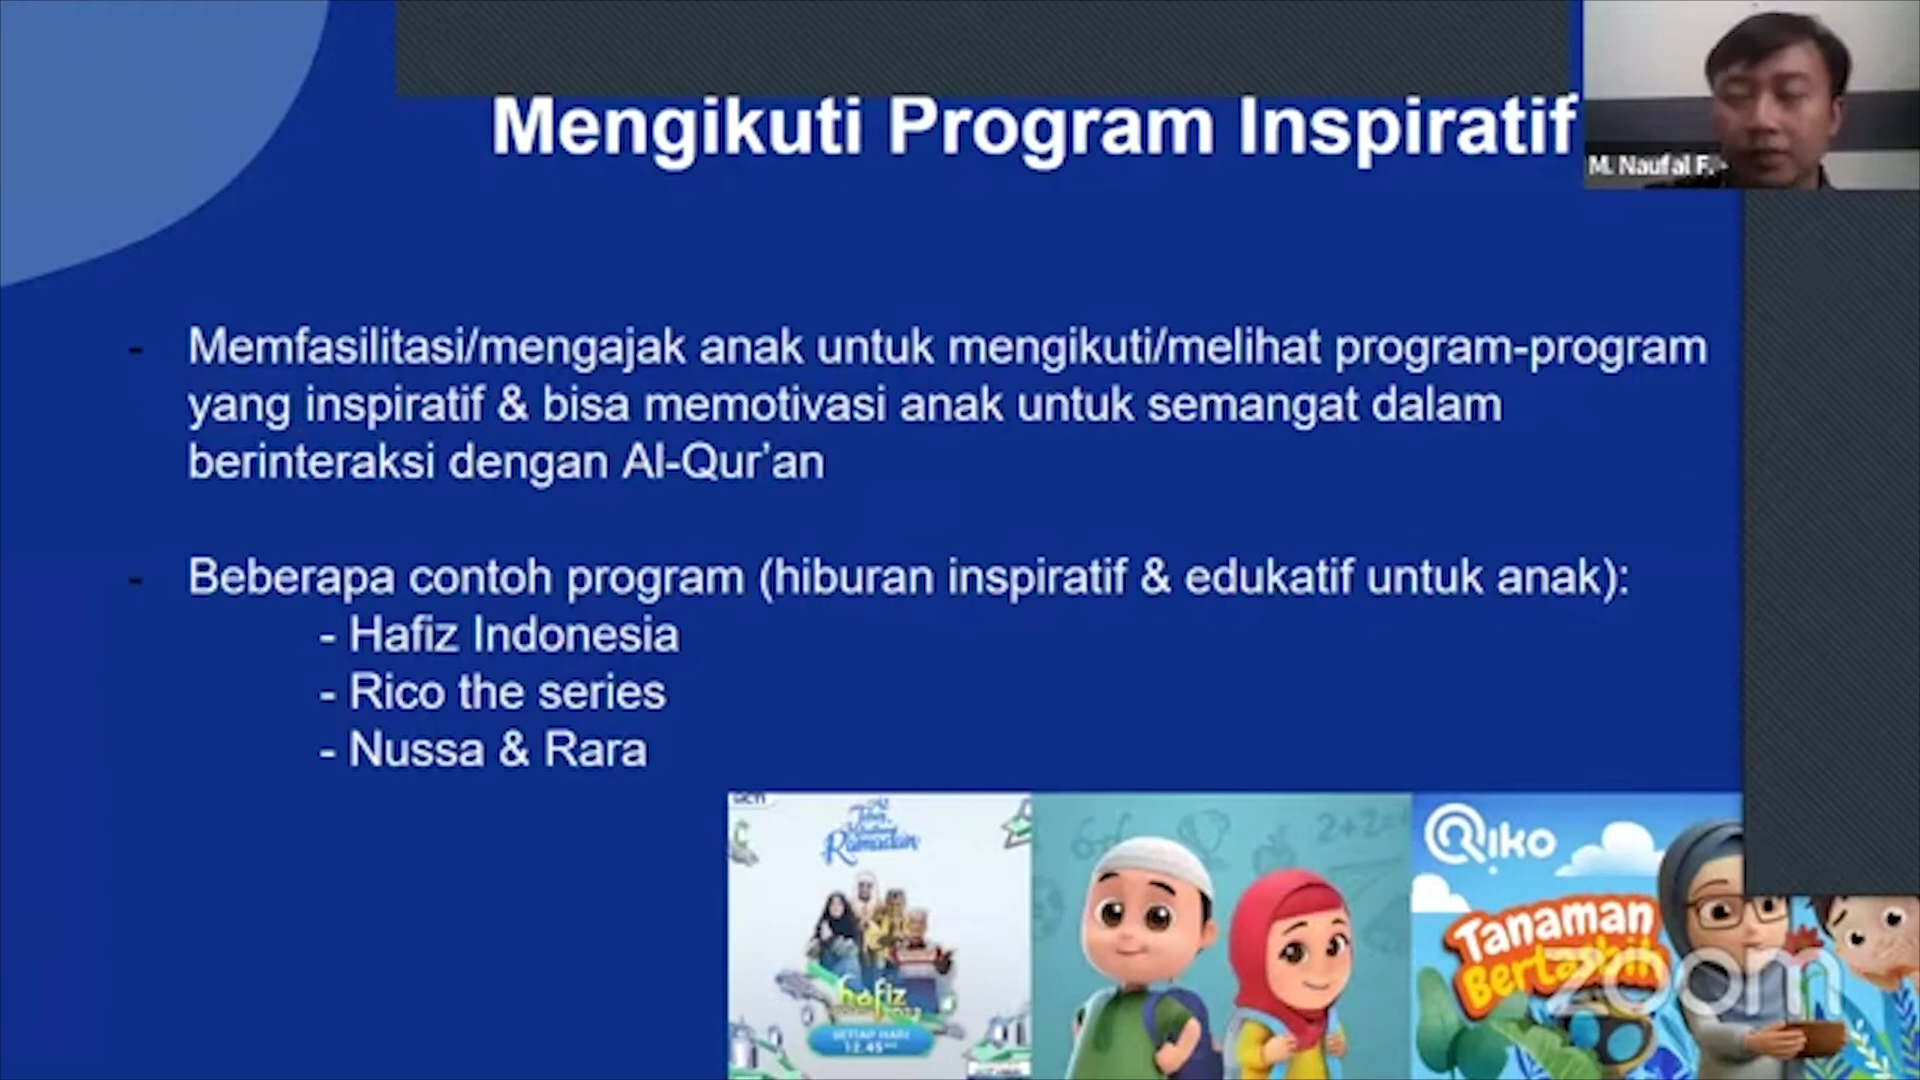 Mengikuti Program Inspiratif
M. Naufal F. -
- Memfasilitasi/mengajak anak untuk mengikuti/melihat program-program
yang inspiratif & bisa memotivasi anak untuk semangat dalam
berinteraksi dengan Al-Qur’an
- Beberapa contoh program (hiburan inspiratif & edukatif untuk anak):
- Hafiz Indonesia
- Rico the series
- Nussa & Rara
Ramadan
hafiz
SETIAP HARI
12.45
2+2=
Riko
Tanaman
zoom